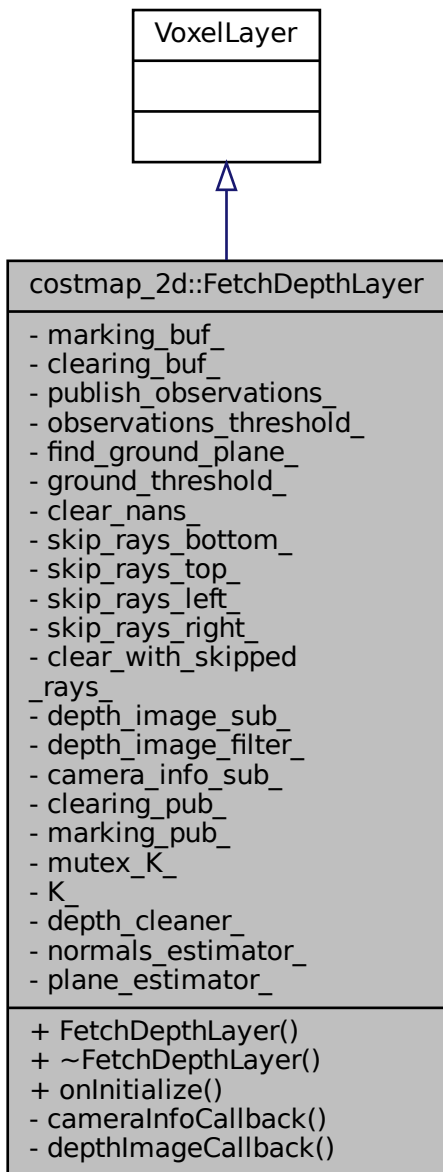 VoxelLayer
costmap_2d::FetchDepthLayer
- marking_buf_
- clearing_buf_
- publish_observations_
- observations_threshold_
- find_ground_plane_
- ground_threshold_
- clear_nans_
- skip_rays_bottom_
- skip_rays_top_
- skip_rays_left_
- skip_rays_right_
- clear_with_skipped
_rays_
- depth_image_sub_
- depth_image_filter_
- camera_info_sub_
- clearing_pub_
- marking_pub_
- mutex_K_
- K_
- depth_cleaner_
- normals_estimator_
- plane_estimator_
+ FetchDepthLayer()
+ ~FetchDepthLayer()
+ onInitialize()
- cameraInfoCallback()
- depthImageCallback()